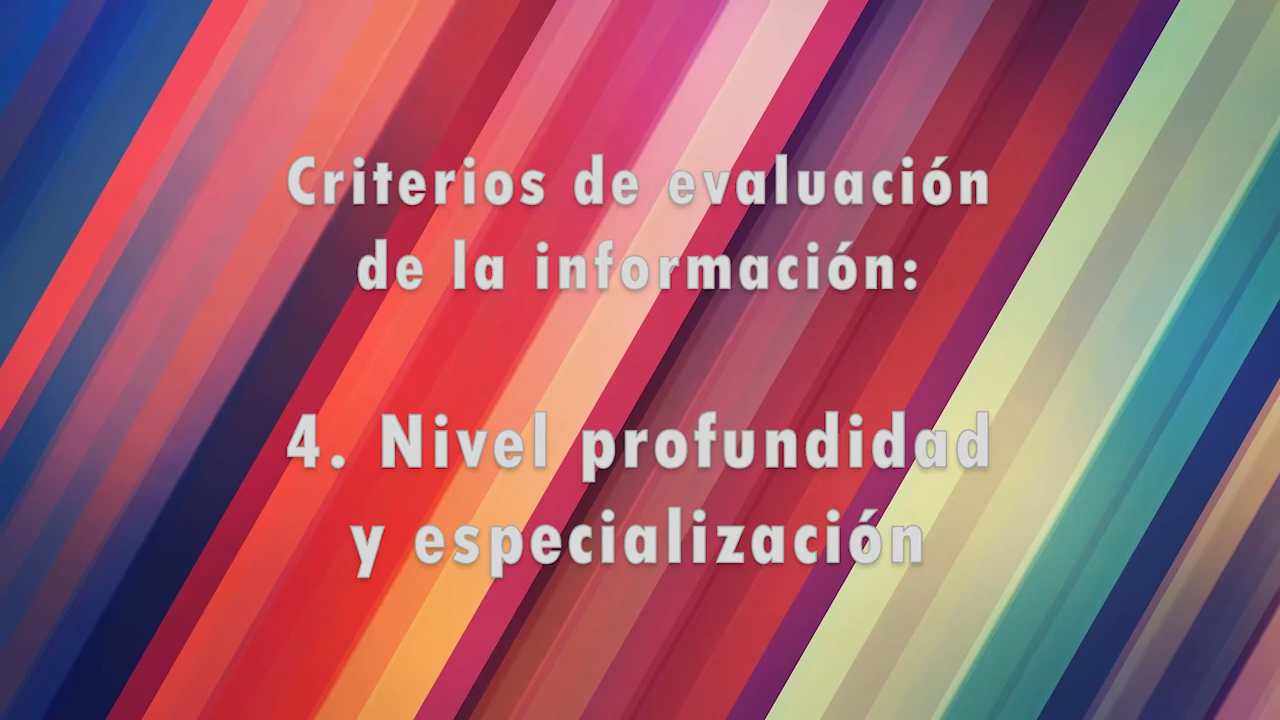 Criterios de evaluación
de la información:
4. Nivel profundidad
y especialización